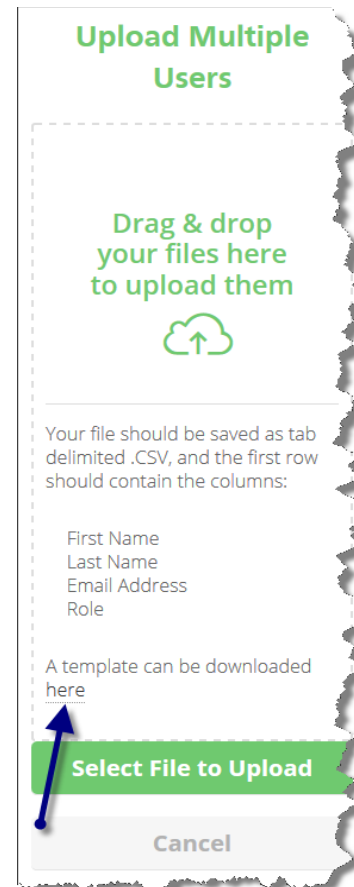 Upload Multiple
Users
Drag & drop
your files here
to upload them
Your file should be saved as tab
delimited .CSV, and the first row
should contain the columns:
First Name
Last Name
Email Address
Role
A template can be downloaded
here
Select File to Upload
Cancel